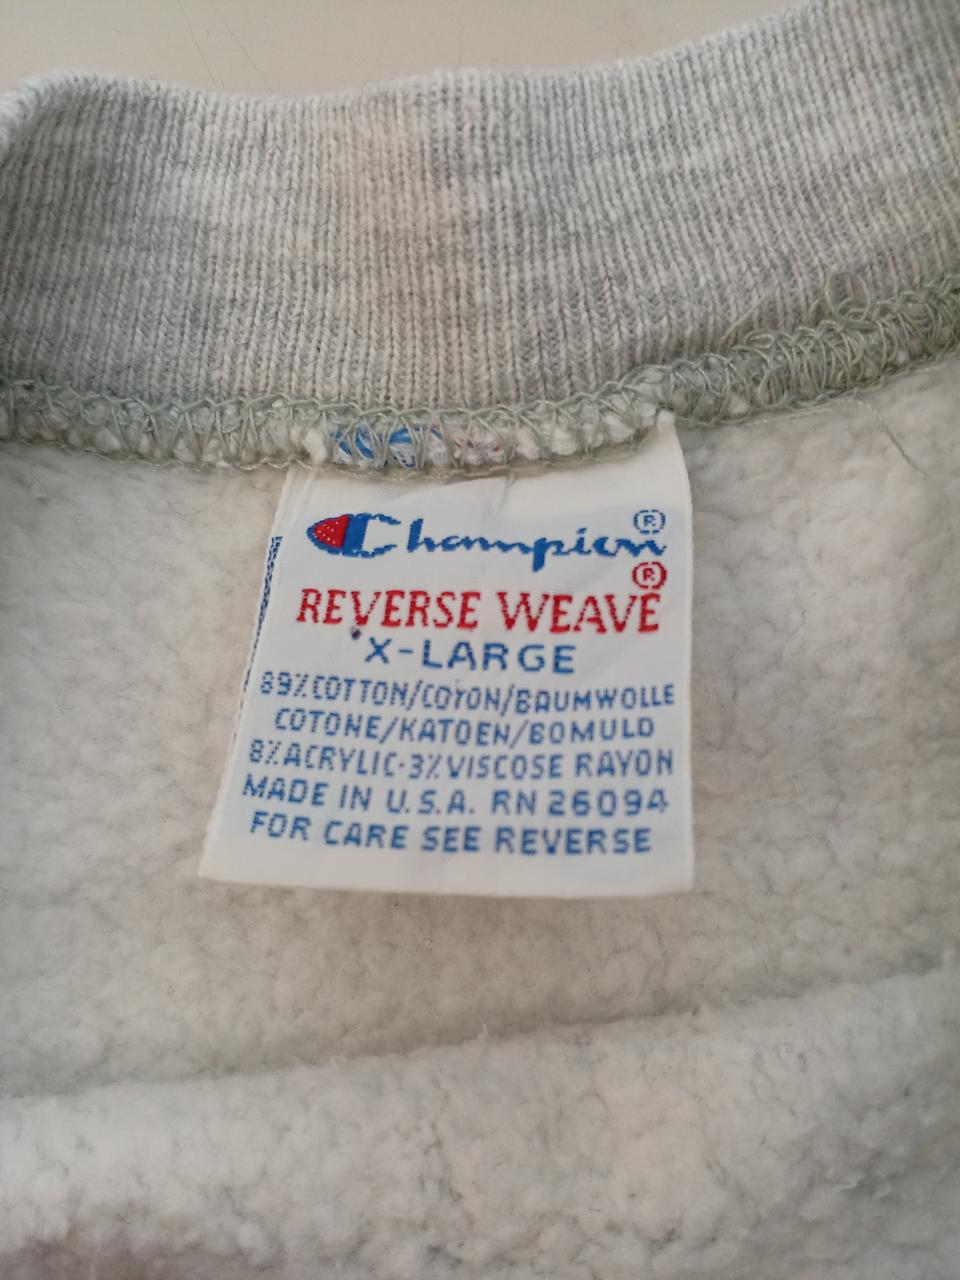 Champion®
®
REVERSE WEAVE
X-LARGE
89% COTTON/COTON/BAUMWOLLE
COTONE/KATOEN/BOMULD
8% ACRYLIC·3% VISCOSE RAYON
MADE IN U.S.A. RN 26094
FOR CARE SEE REVERSE